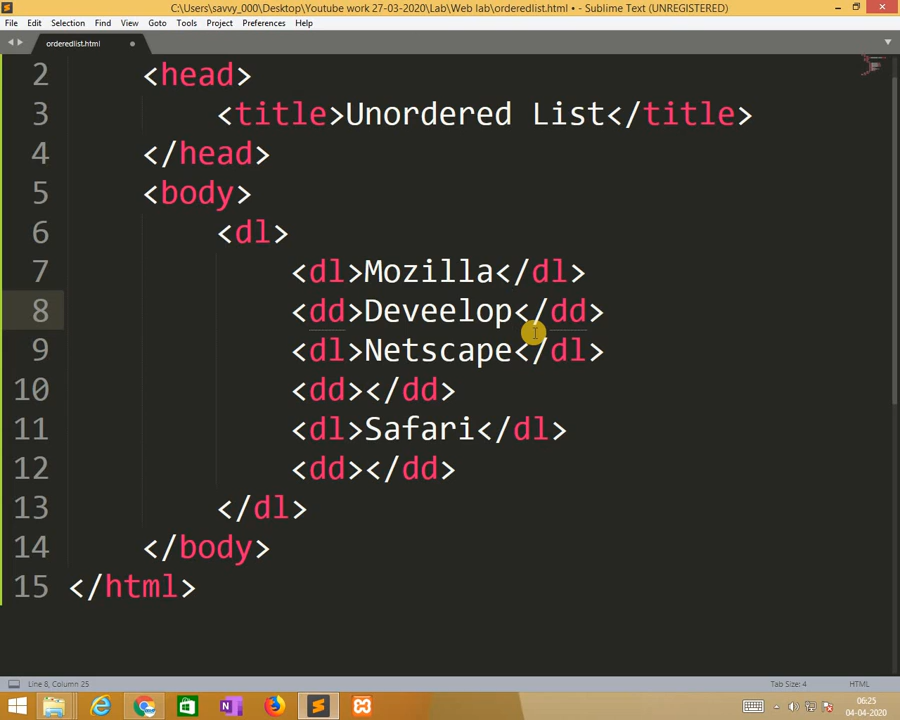 C:\Users\savvy_000\Desktop\Youtube work 27-03-2020\Lab\Web lab\orderedlist.html • - Sublime Text (UNREGISTERED)
File Edit Selection Find View Goto Tools Project Preferences Help
orderedlist.html
2 <head>
3 <title>Unordered List</title>
4 </head>
5 <body>
6 <dl>
7 <dl>Mozilla</dl>
8 <dd>Deveelop</dd>
9 <dl>Netscape</dl>
10 <dd></dd>
11 <dl>Safari</dl>
12 <dd></dd>
13 </dl>
14 </body>
15 </html>
Line 8, Column 25 Tab Size: 4 HTML
06:25
04-04-2020